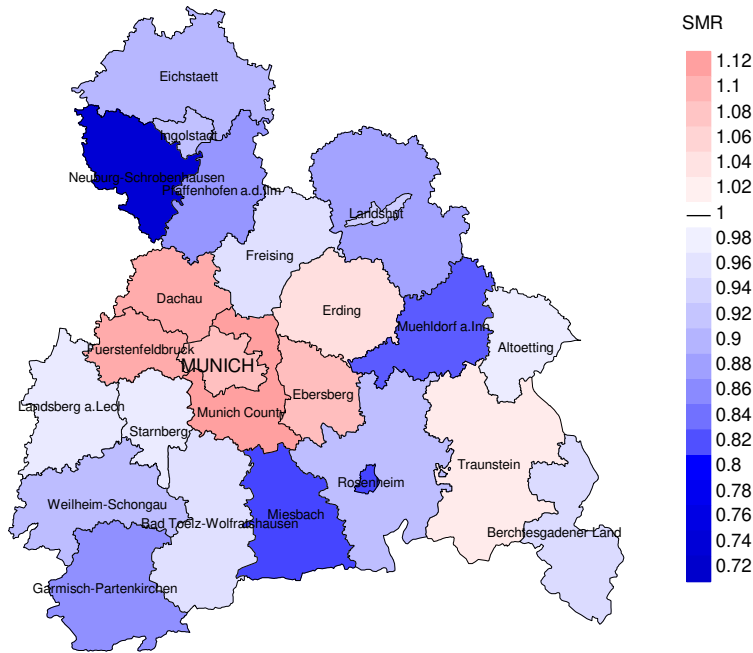 SMR
1.12
1.1
1.08
1.06
1.04
1.02
1
0.98
0.96
0.94
0.92
0.9
0.88
0.86
0.84
0.82
0.8
0.78
0.76
0.74
0.72
Eichstaett
Ingolstadt
Neuburg-Schrobenhausen
Pfaffenhofen a.d.Ilm
Landshut
Freising
Dachau
Erding
Muehldorf a.Inn
Altoetting
Fuerstenfeldbruck
MUNICH
Ebersberg
Landsberg a.Lech
Munich County
Starnberg
Traunstein
Rosenheim
Weilheim-Schongau
Miesbach
Bad Toelz-Wolfratshausen
Berchtesgadener Land
Garmisch-Partenkirchen